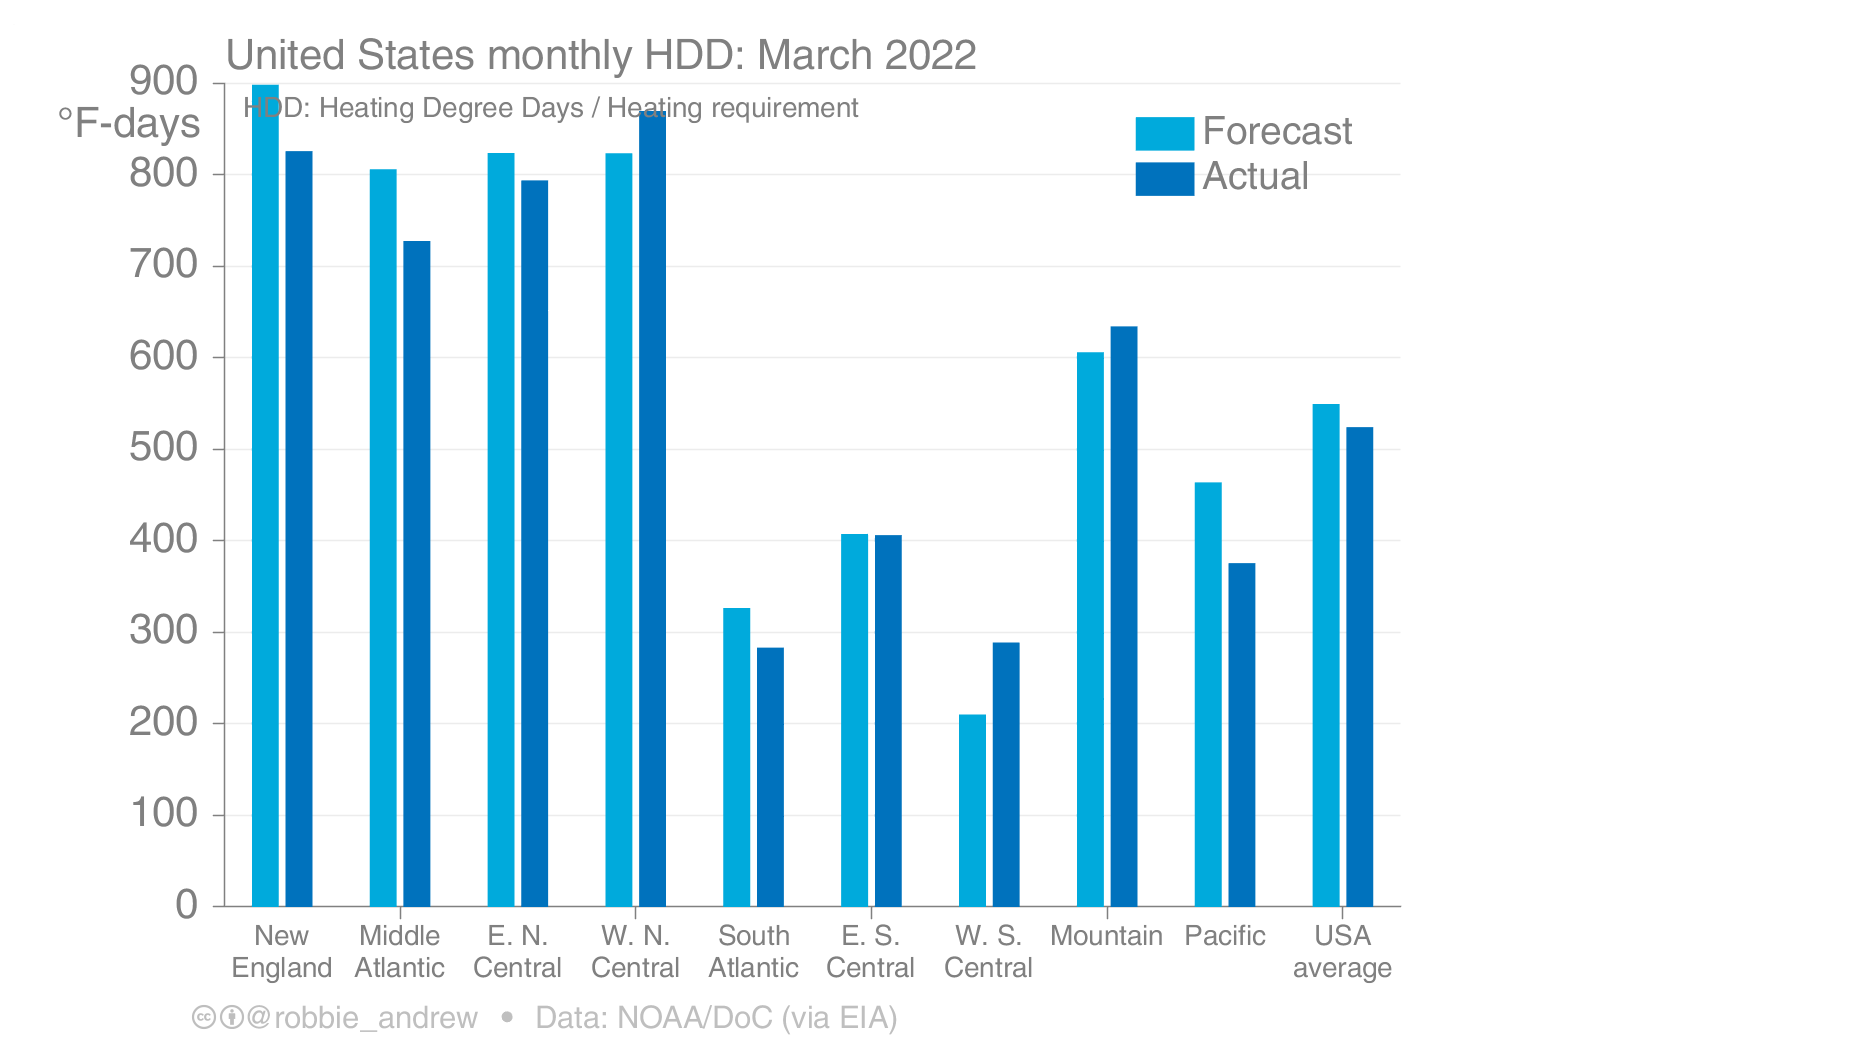 United States monthly HDD: March 2022
HDD: Heating Degree Days / Heating requirement
°F-days
900
800
700
600
500
400
300
200
100
0
Forecast
Actual
New England
Middle Atlantic
E. N. Central
W. N. Central
South Atlantic
E. S. Central
W. S. Central
Mountain
Pacific
USA average
@robbie_andrew • Data: NOAA/DoC (via EIA)